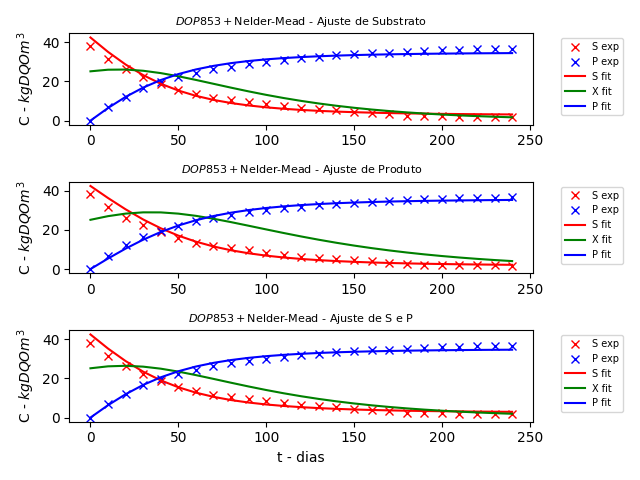 DOP853 + Nelder-Mead - Ajuste de Substrato
C - kgDQOm³
40
20
0
0 50 100 150 200 250
S exp
P exp
S fit
X fit
P fit
DOP853 + Nelder-Mead - Ajuste de Produto
C - kgDQOm³
40
20
0
0 50 100 150 200 250
S exp
P exp
S fit
X fit
P fit
DOP853 + Nelder-Mead - Ajuste de S e P
C - kgDQOm³
40
20
0
0 50 100 150 200 250
t - dias
S exp
P exp
S fit
X fit
P fit